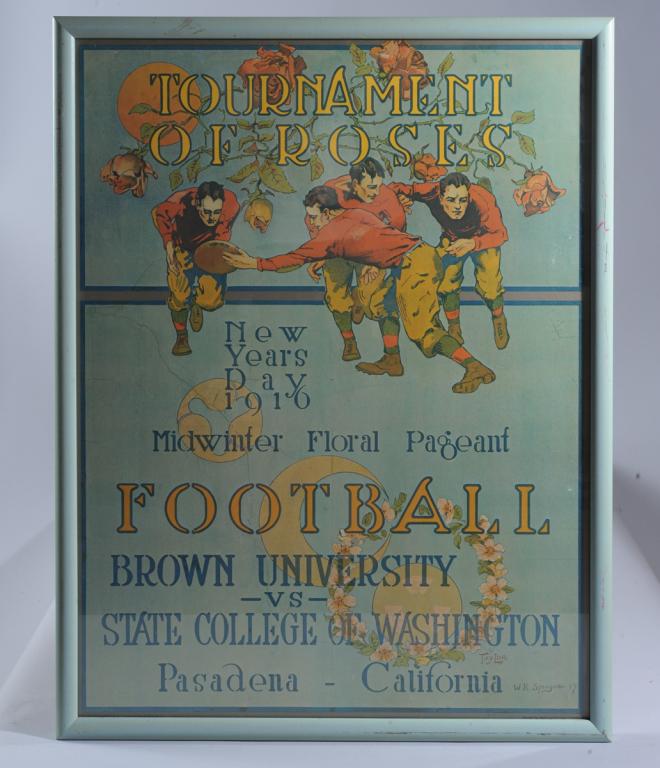 TOURNAMENT
OF ROSES
New
Years
Day
1916
Midwinter Floral Pageant
FOOTBALL
BROWN UNIVERSITY
-VS-
STATE COLLEGE OF WASHINGTON
Pasadena - California